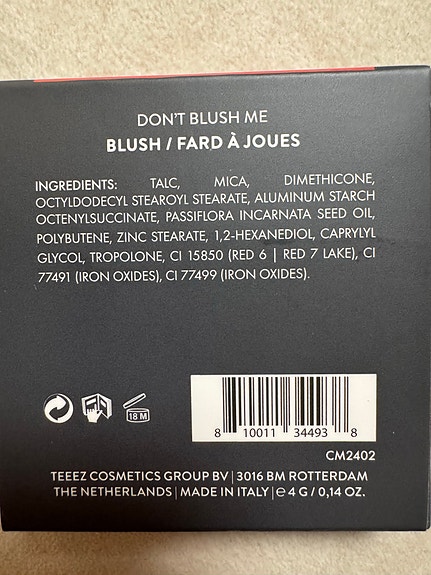 DON'T BLUSH ME
BLUSH / FARD À JOUES
INGREDIENTS: TALC, MICA, DIMETHICONE,
OCTYLDODECYL STEAROYL STEARATE, ALUMINUM STARCH
OCTENYLSUCCINATE, PASSIFLORA INCARNATA SEED OIL,
POLYBUTENE, ZINC STEARATE, 1,2-HEXANEDIOL, CAPRYLYL
GLYCOL, TROPOLONE, CI 15850 (RED 6 | RED 7 LAKE), CI
77491 (IRON OXIDES), CI 77499 (IRON OXIDES).
18 M
8 10011 34493 8
CM2402
TEEEZ COSMETICS GROUP BV | 3016 BM ROTTERDAM
THE NETHERLANDS | MADE IN ITALY | ℮ 4 G / 0,14 OZ.